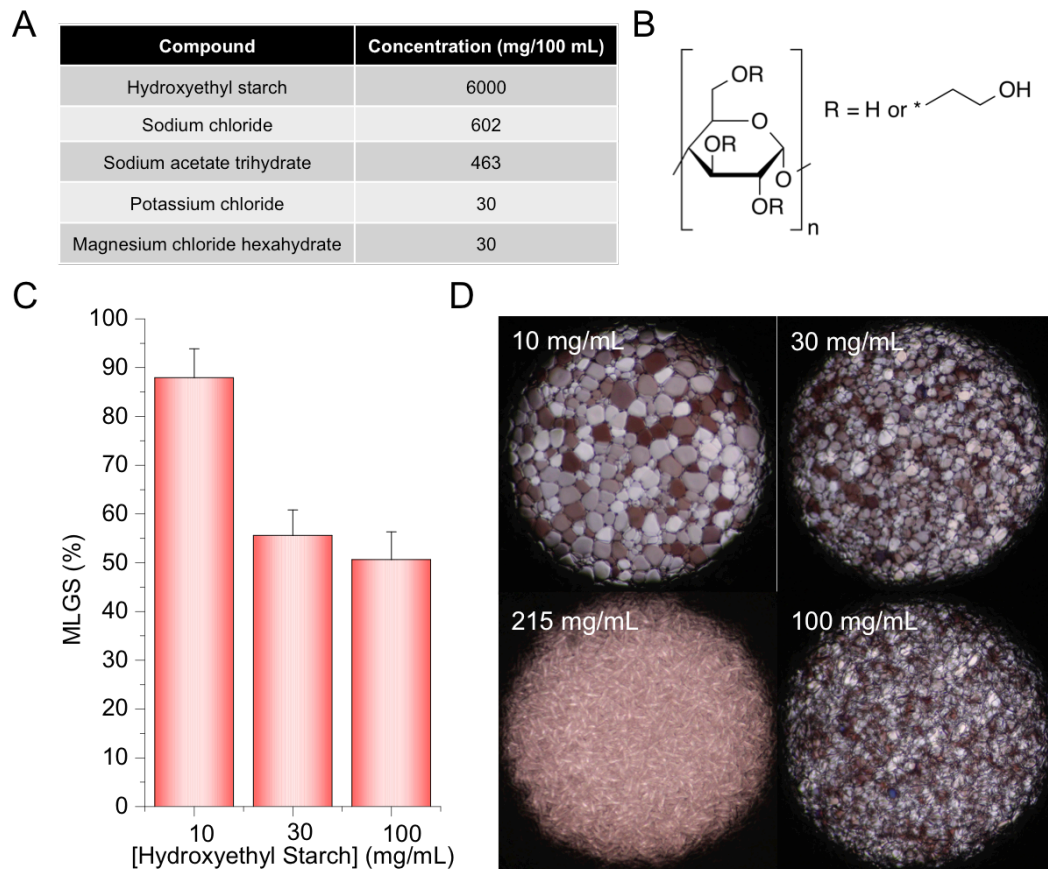 A
Compound Concentration (mg/100 mL)
Hydroxyethyl starch 6000
Sodium chloride 602
Sodium acetate trihydrate 463
Potassium chloride 30
Magnesium chloride hexahydrate 30
B
OR
O
RO
OR
O
n
R = H or *
OH
C
100
90
80
70
60
50
40
30
20
10
0
MLGS (%)
10 30 100
[Hydroxyethyl Starch] (mg/mL)
D
10 mg/mL 30 mg/mL
215 mg/mL 100 mg/mL